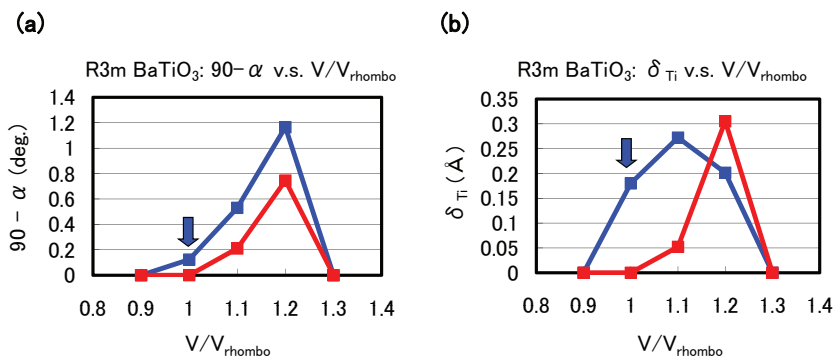 (a)
R3m BaTiO3: 90-α v.s. V/Vrhombo
90 - α (deg.)
1.4
1.2
1
0.8
0.6
0.4
0.2
0
0.8 0.9 1 1.1 1.2 1.3 1.4
V/Vrhombo
(b)
R3m BaTiO3: δTi v.s. V/Vrhombo
δTi (Å)
0.35
0.3
0.25
0.2
0.15
0.1
0.05
0
0.8 0.9 1 1.1 1.2 1.3 1.4
V/Vrhombo